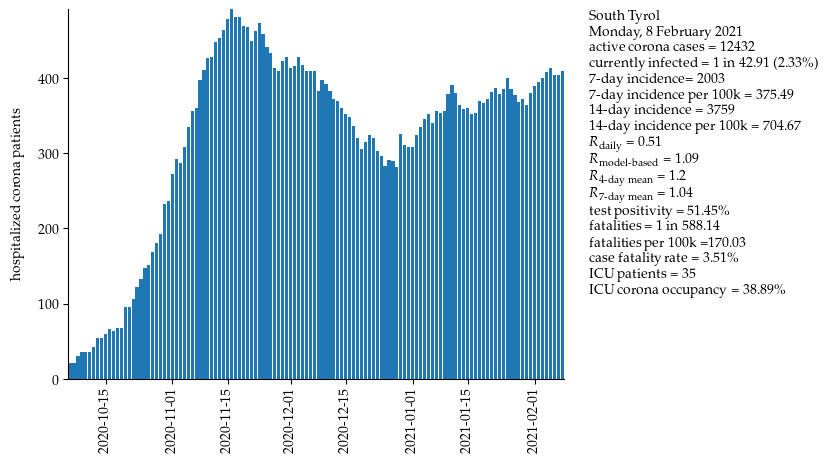 South Tyrol
Monday, 8 February 2021
active corona cases = 12432
currently infected = 1 in 42.91 (2.33%)
7-day incidence= 2003
7-day incidence per 100k = 375.49
14-day incidence = 3759
14-day incidence per 100k = 704.67
R_daily = 0.51
R_model-based = 1.09
R_4-day mean = 1.2
R_7-day mean = 1.04
test positivity = 51.45%
fatalities = 1 in 588.14
fatalities per 100k =170.03
case fatality rate = 3.51%
ICU patients = 35
ICU corona occupancy = 38.89%
hospitalized corona patients
400
300
200
100
0
2020-10-15
2020-11-01
2020-11-15
2020-12-01
2020-12-15
2021-01-01
2021-01-15
2021-02-01